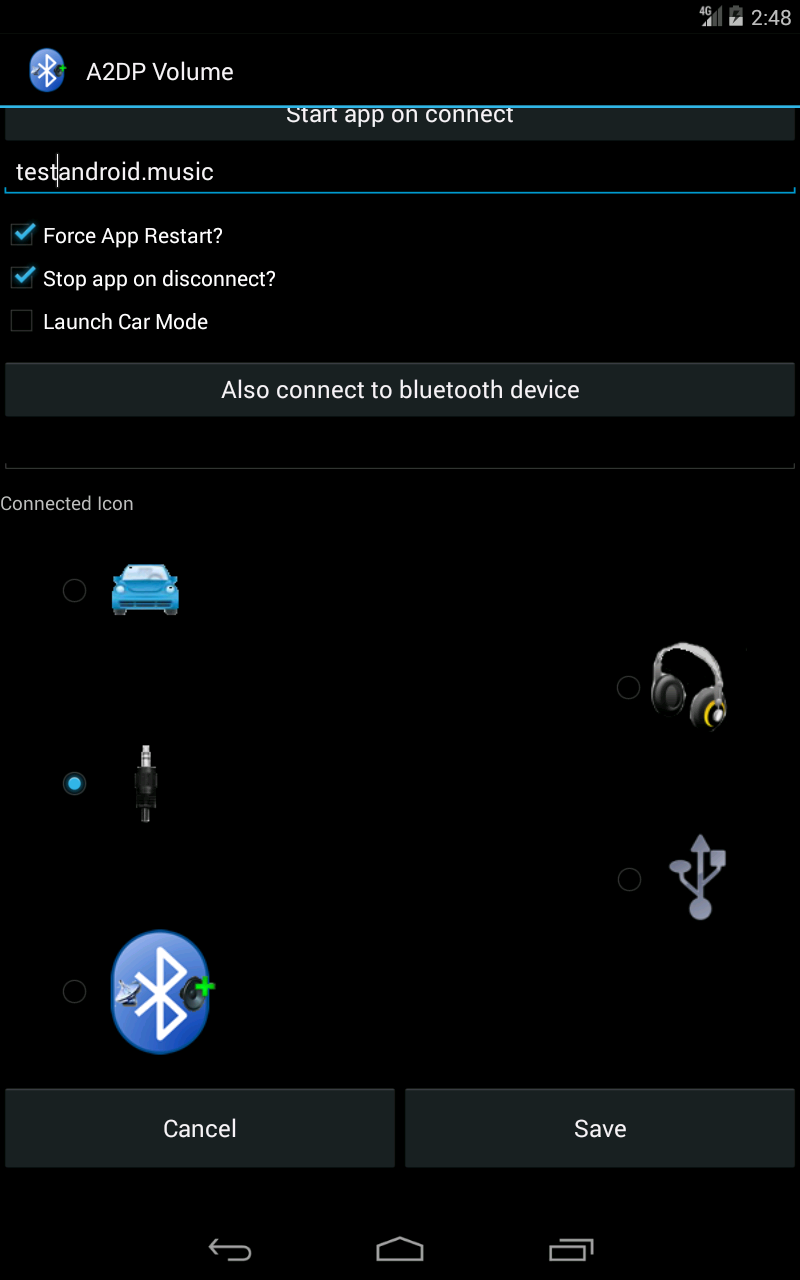 4G 2:48
A2DP Volume
Start app on connect
testandroid.music
Force App Restart?
Stop app on disconnect?
Launch Car Mode
Also connect to bluetooth device
Connected Icon
Cancel Save